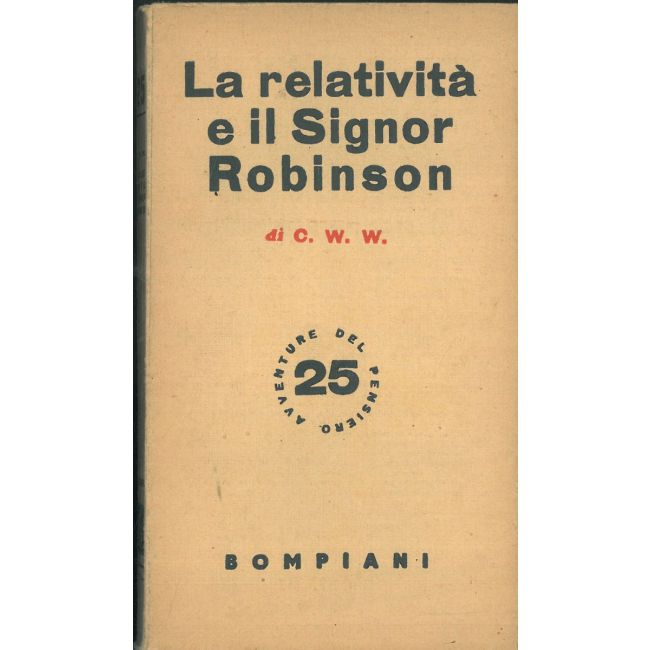 La relatività
e il Signor
Robinson
di C. W. W.
AVVENTURE DEL PENSIERO
25
BOMPIANI